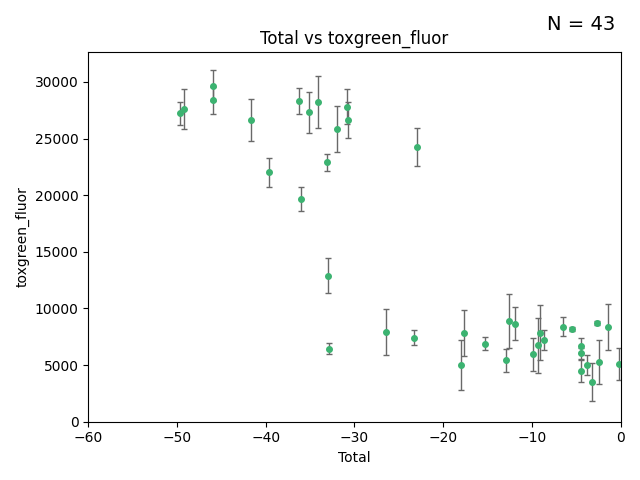 N = 43
Total vs toxgreen_fluor
30000
25000
20000
15000
10000
5000
0
toxgreen_fluor
−60 −50 −40 −30 −20 −10 0
Total